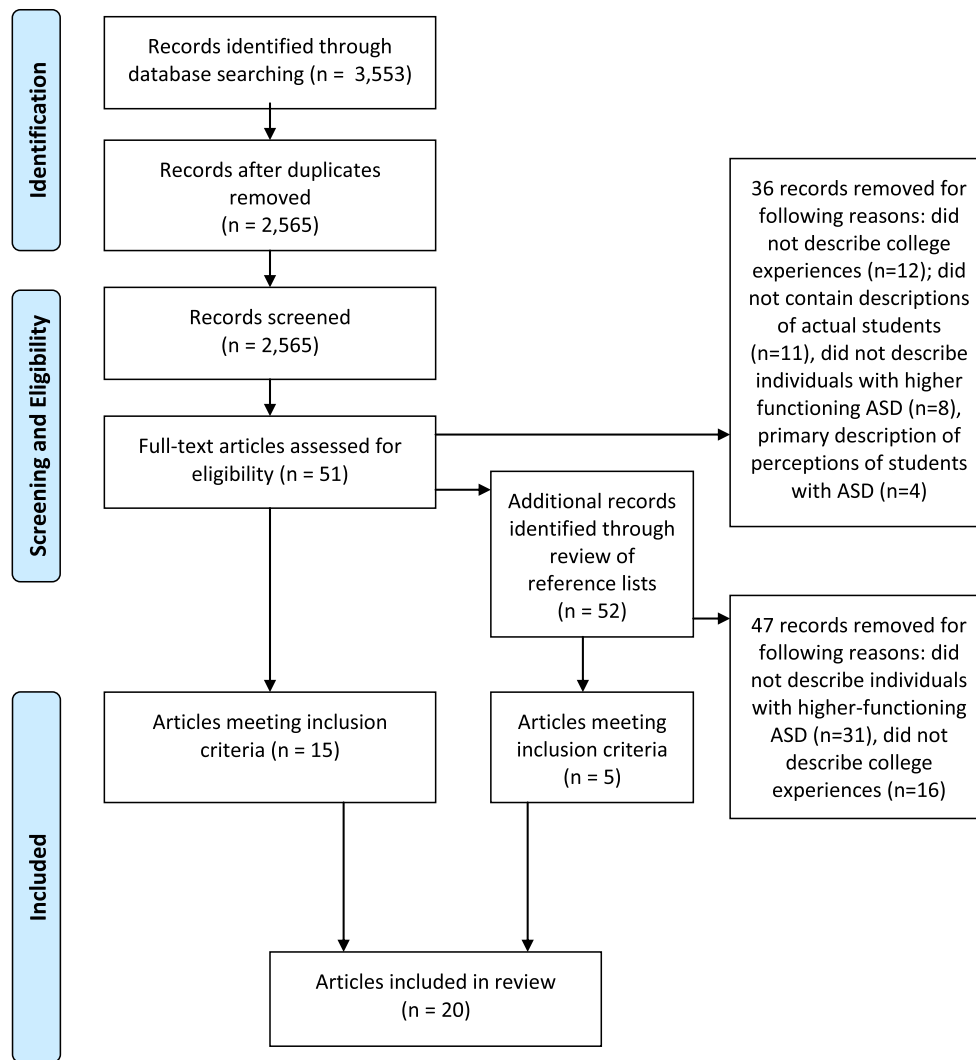 Identification
Records identified through
database searching (n =  3,553)
Records after duplicates
removed
(n = 2,565)
Screening and Eligibility
Records screened
(n = 2,565)
Full-text articles assessed for
eligibility (n = 51)
36 records removed for
following reasons: did
not describe college
experiences (n=12); did
not contain descriptions
of actual students
(n=11), did not describe
individuals with higher
functioning ASD (n=8),
primary description of
perceptions of students
with ASD (n=4)
Additional records
identified through
review of
reference lists
(n = 52)
47 records removed for
following reasons: did
not describe individuals
with higher-functioning
ASD (n=31), did not
describe college
experiences (n=16)
Included
Articles meeting inclusion
criteria (n = 15)
Articles meeting
inclusion criteria
(n = 5)
Articles included in review
(n = 20)